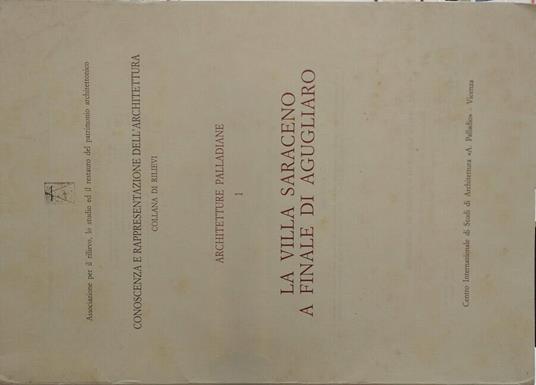 Associazione per il rilievo, lo studio ed il restauro del patrimonio architettonico
CONOSCENZA E RAPPRESENTAZIONE DELL'ARCHITETTURA
COLLANA DI RILIEVI
ARCHITETTURE PALLADIANE
1
LA VILLA SARACENO
A FINALE DI AGUGLIARO
Centro Internazionale di Studi di Architettura «A. Palladio» - Vicenza